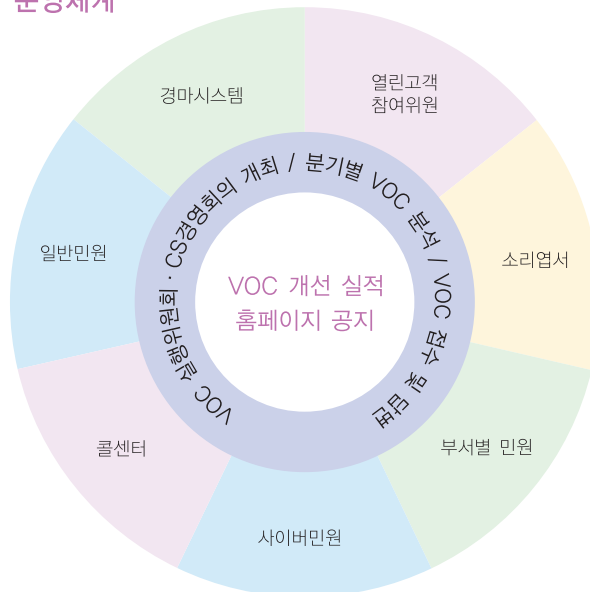 운영체계
경마시스템
열린고객
참여위원
일반민원
소리엽서
VOC 실행위원회 · CS경영회의 개최 / 분기별 VOC 분석 / VOC 접수 및 답변
VOC 개선 실적
홈페이지 공지
콜센터
부서별 민원
사이버민원